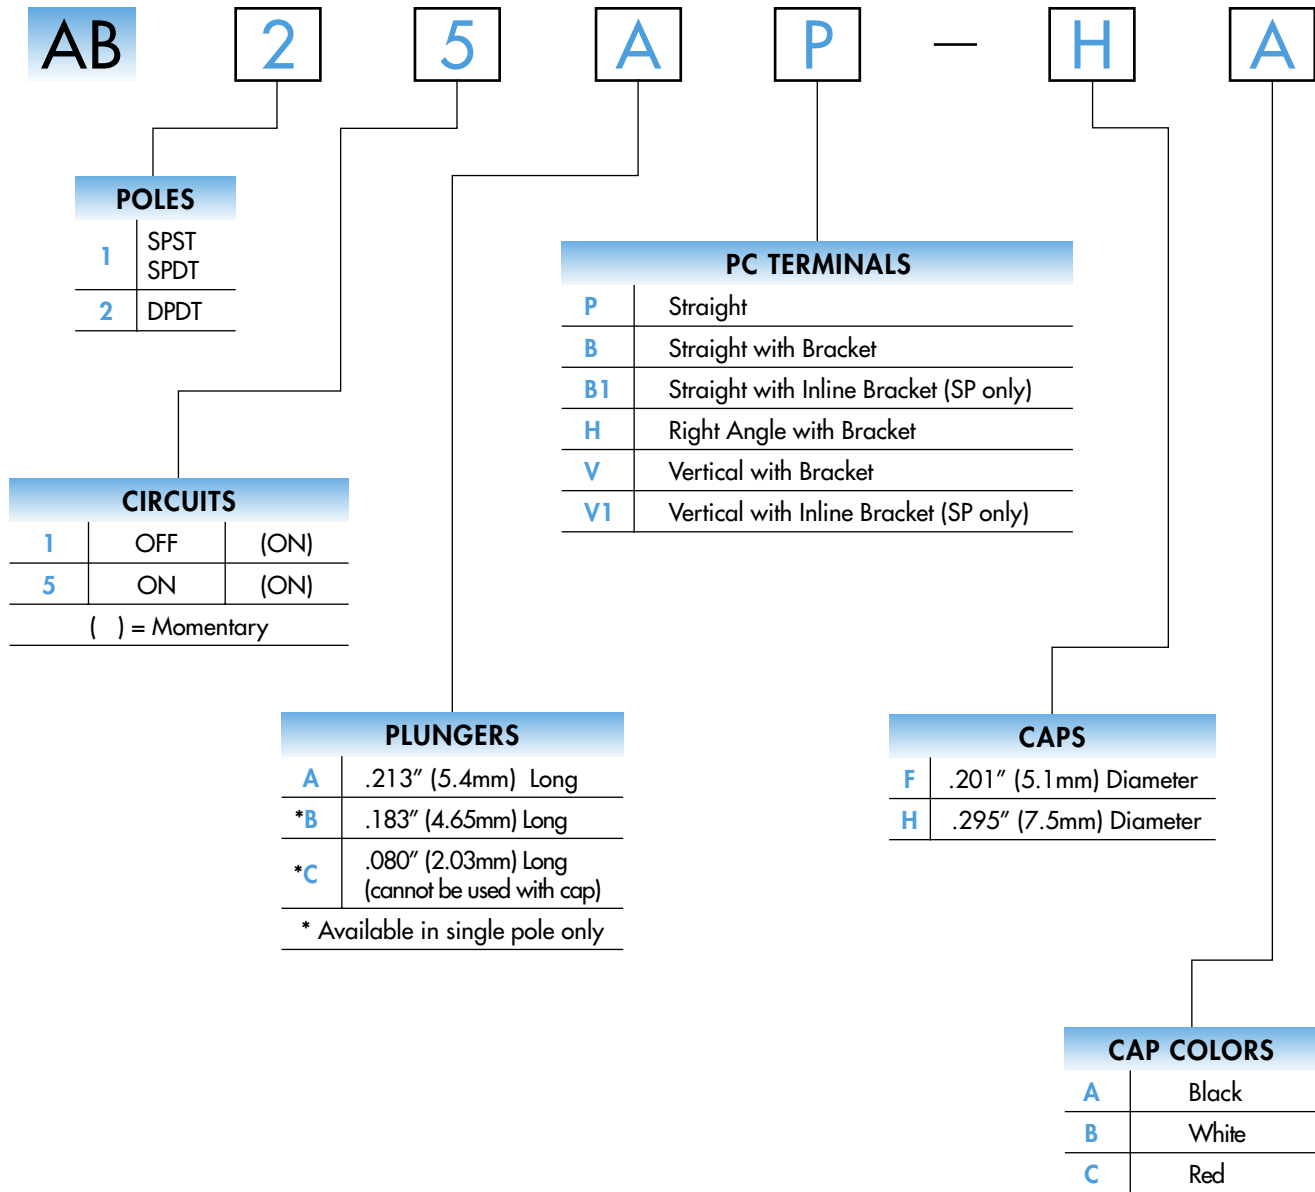 AB 2 5 A P — H A
POLES
1 SPST
SPDT
2 DPDT
PC TERMINALS
P Straight
B Straight with Bracket
B1 Straight with Inline Bracket (SP only)
H Right Angle with Bracket
V Vertical with Bracket
V1 Vertical with Inline Bracket (SP only)
CIRCUITS
1 OFF (ON)
5 ON (ON)
( ) = Momentary
PLUNGERS
A .213" (5.4mm) Long
*B .183" (4.65mm) Long
*C .080" (2.03mm) Long
(cannot be used with cap)
* Available in single pole only
CAPS
F .201" (5.1mm) Diameter
H .295" (7.5mm) Diameter
CAP COLORS
A Black
B White
C Red